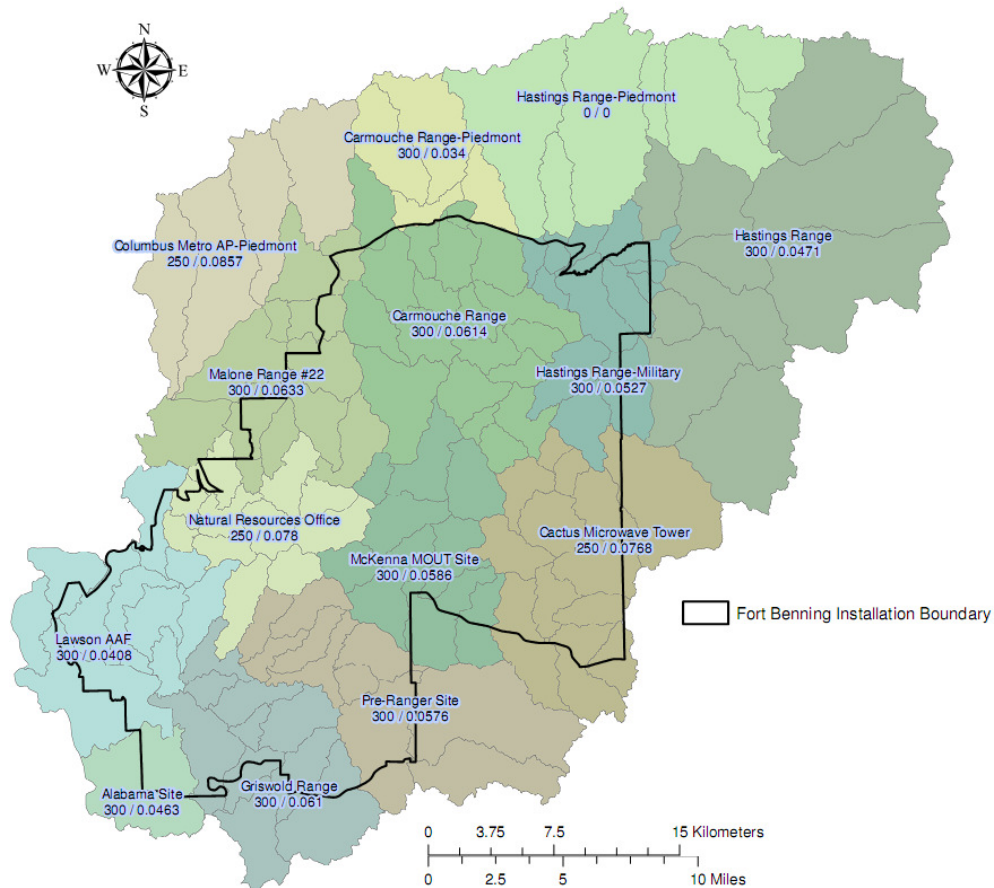 N
W E
S
Hastings Range-Piedmont
0 / 0
Carmouche Range-Piedmont
300 / 0.034
Columbus Metro AP-Piedmont
250 / 0.0857
Hastings Range
300 / 0.0471
Carmouche Range
300 / 0.0614
Malone Range #22
300 / 0.0633
Hastings Range-Military
300 / 0.0527
Natural Resources Office
250 / 0.078
Cactus Microwave Tower
250 / 0.0768
McKenna MOUT Site
300 / 0.0586
Fort Benning Installation Boundary
Lawson AAF
300 / 0.0408
Pre-Ranger Site
300 / 0.0576
Alabama Site
300 / 0.0463
Griswold Range
300 / 0.061
0 3.75 7.5 15 Kilometers
0 2.5 5 10 Miles